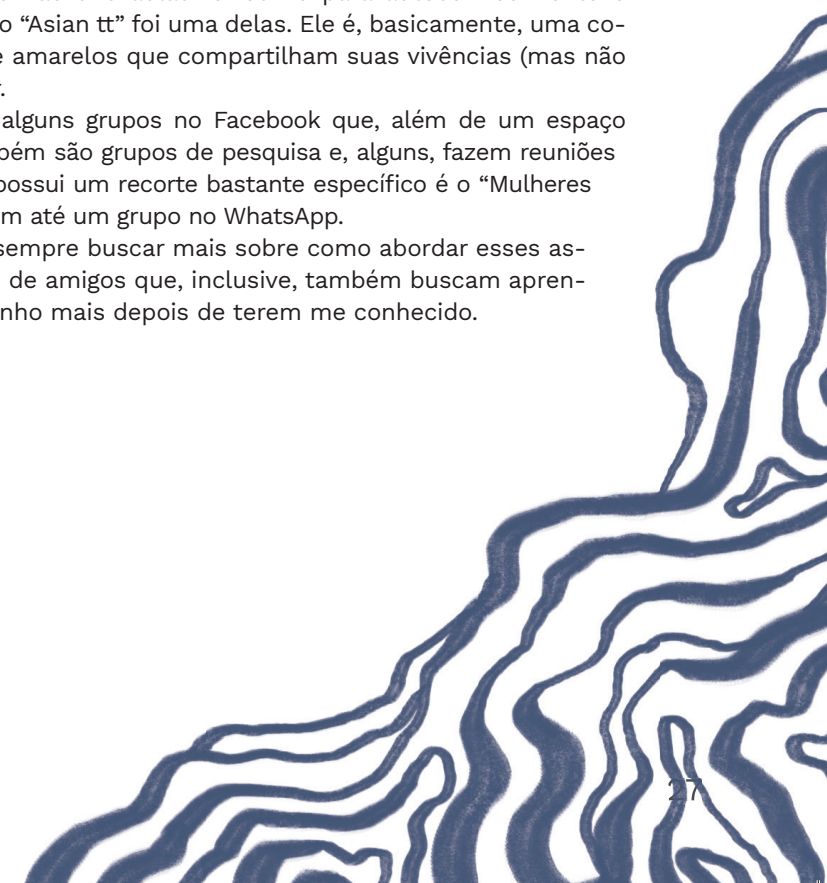 o “Asian tt” foi uma delas. Ele é, basicamente, uma co-
e amarelos que compartilham suas vivências (mas não
alguns grupos no Facebook que, além de um espaço
bém são grupos de pesquisa e, alguns, fazem reuniões
possui um recorte bastante específico é o “Mulheres
m até um grupo no WhatsApp.
sempre buscar mais sobre como abordar esses as-
de amigos que, inclusive, também buscam apren-
nho mais depois de terem me conhecido.
27